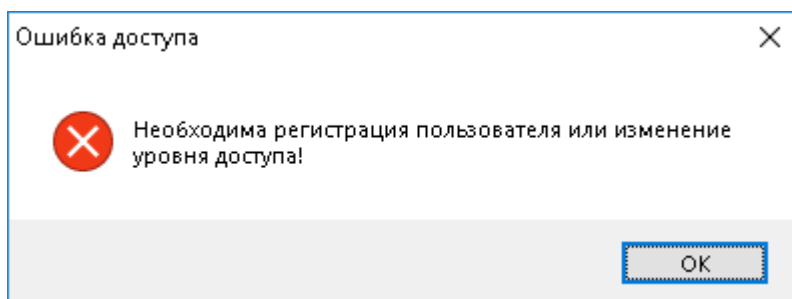 Ошибка доступа
Необходима регистрация пользователя или изменение
уровня доступа!
OK